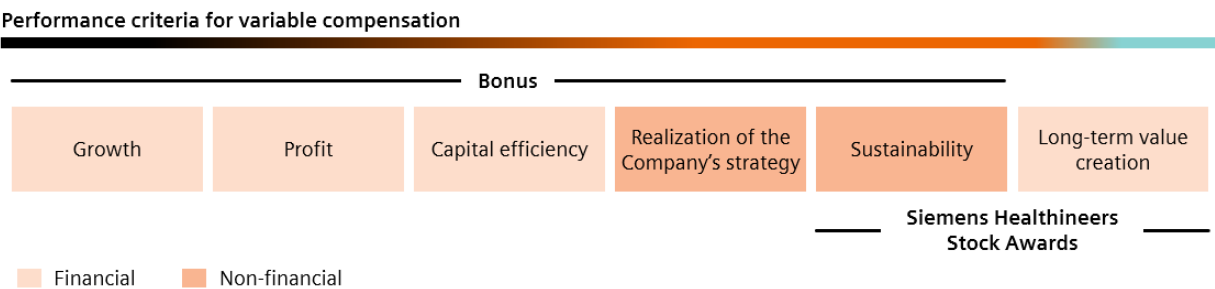 Performance criteria for variable compensation
Bonus
Growth
Profit
Capital efficiency
Realization of the
Company’s strategy
Sustainability
Long-term value
creation
Siemens Healthineers
Stock Awards
Financial
Non-financial